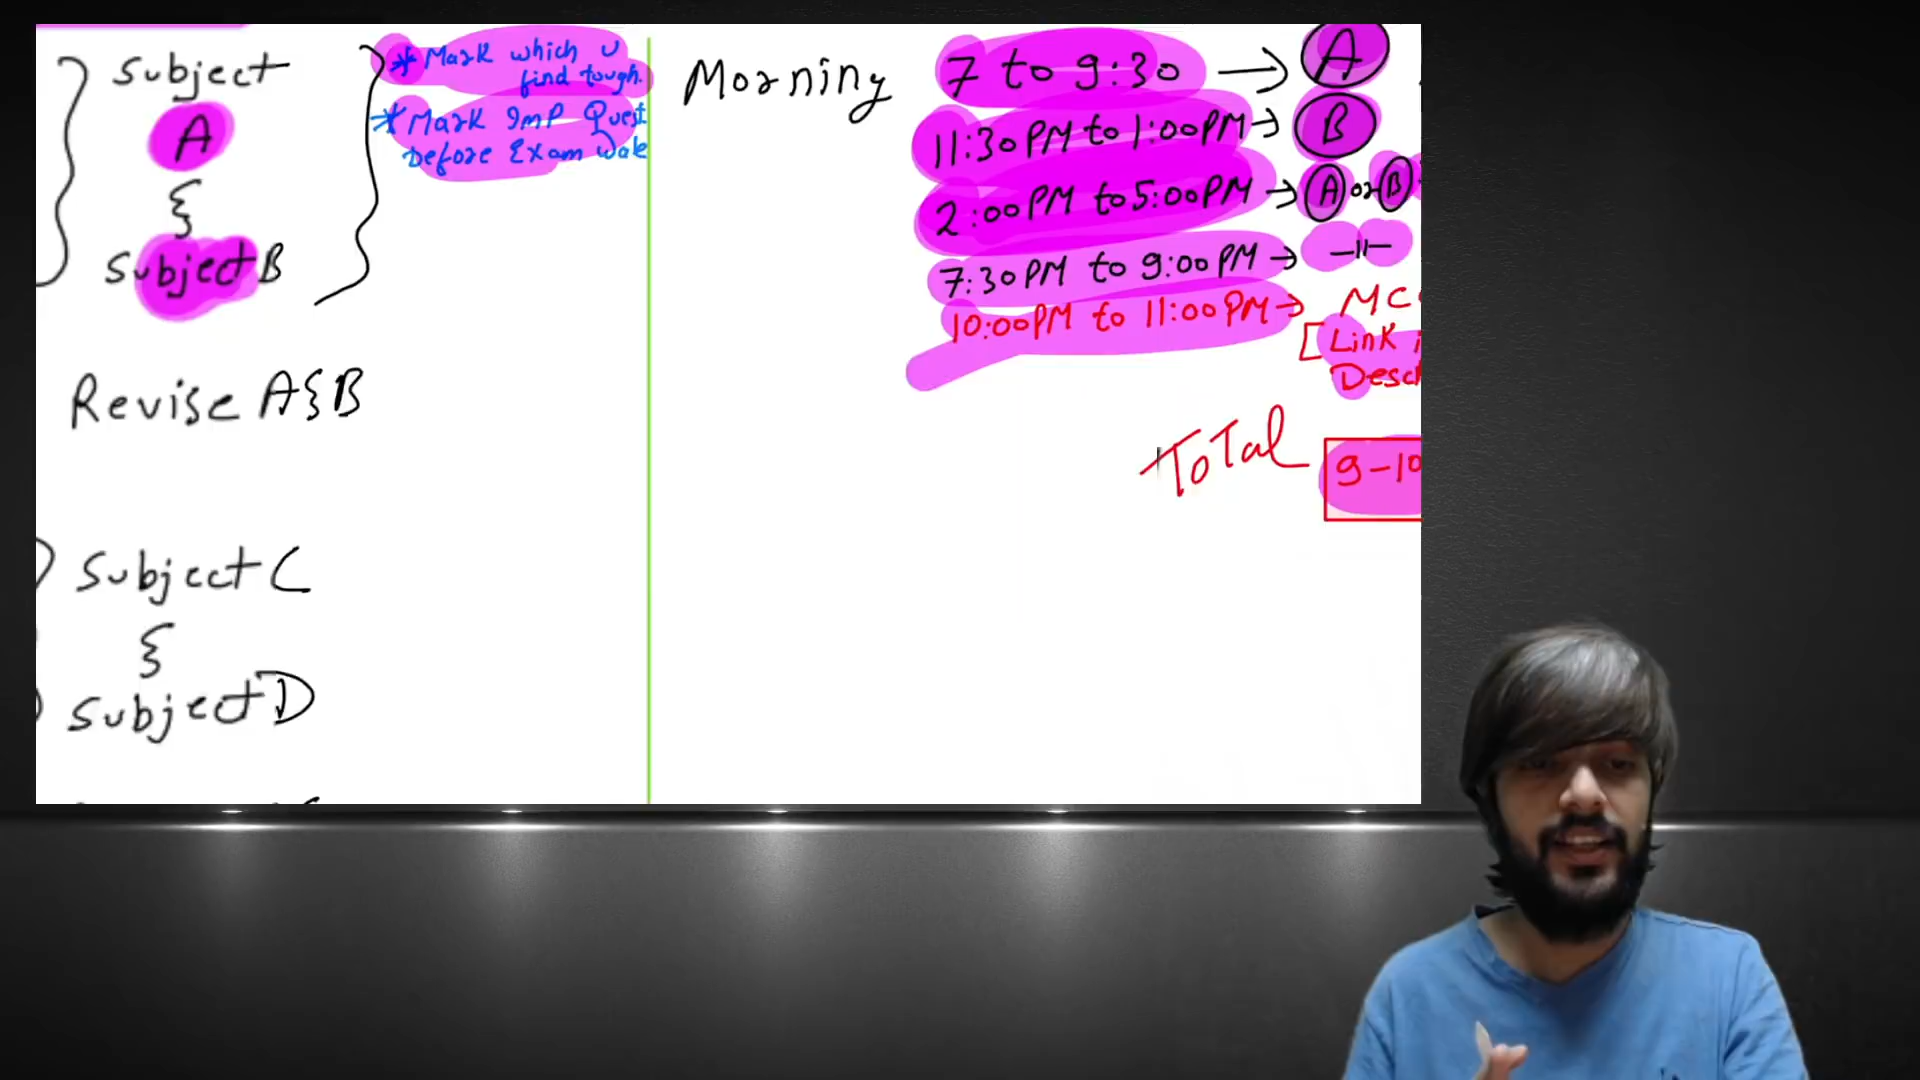 Subject
A
&
Subject B
* Mark which u
find tough.
* Mark Imp Quest
Before Exam Wale
Revise A & B
Subject C
&
Subject D
Morning
7 to 9:30 → A
11:30PM to 1:00PM → B
2:00PM to 5:00PM → A or B
7:30PM to 9:00PM → -11-
10:00PM to 11:00PM → MC
[Link
Desc
Total 9-10